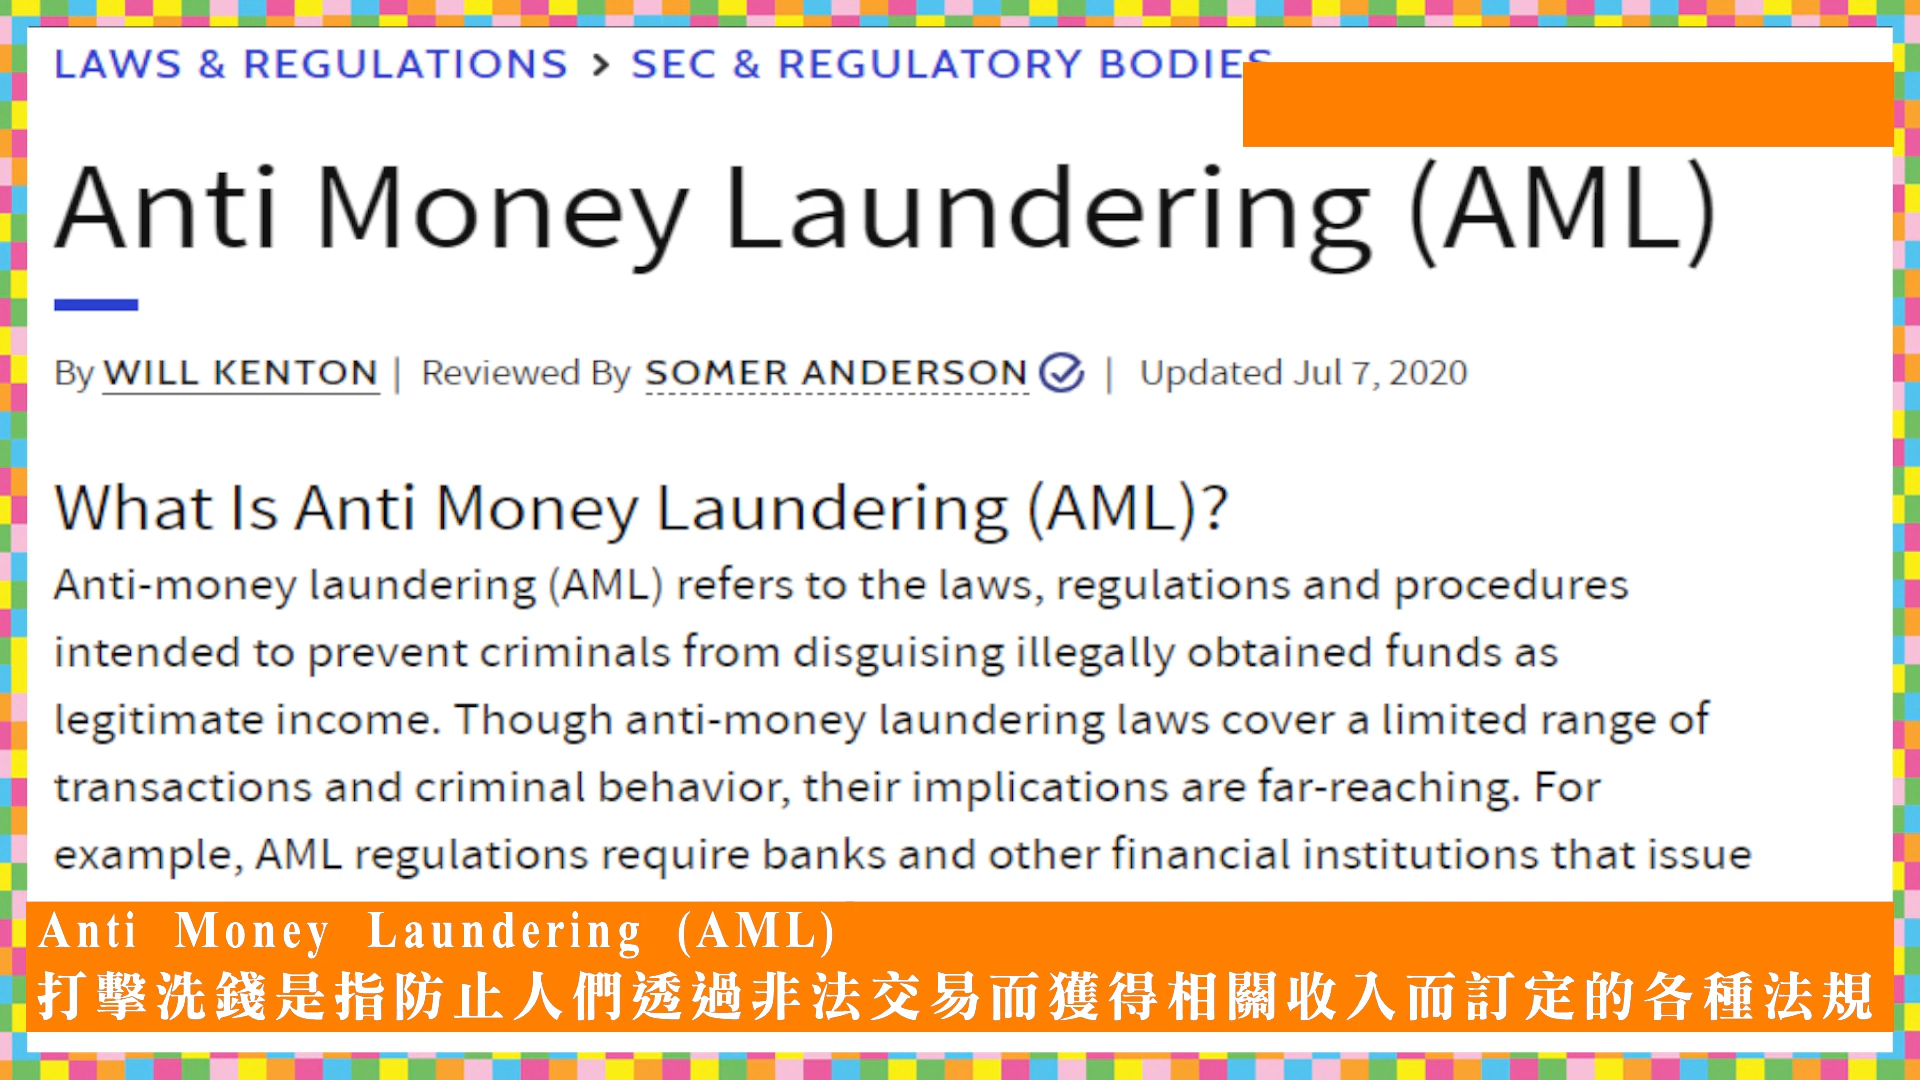 LAWS & REGULATIONS > SEC & REGULATORY BODIES
Anti Money Laundering (AML)
By WILL KENTON | Reviewed By SOMER ANDERSON | Updated Jul 7, 2020
What Is Anti Money Laundering (AML)?
Anti-money laundering (AML) refers to the laws, regulations and procedures
intended to prevent criminals from disguising illegally obtained funds as
legitimate income. Though anti-money laundering laws cover a limited range of
transactions and criminal behavior, their implications are far-reaching. For
example, AML regulations require banks and other financial institutions that issue
Anti Money Laundering (AML)
打擊洗錢是指防止人們透過非法交易而獲得相關收入而訂定的各種法規